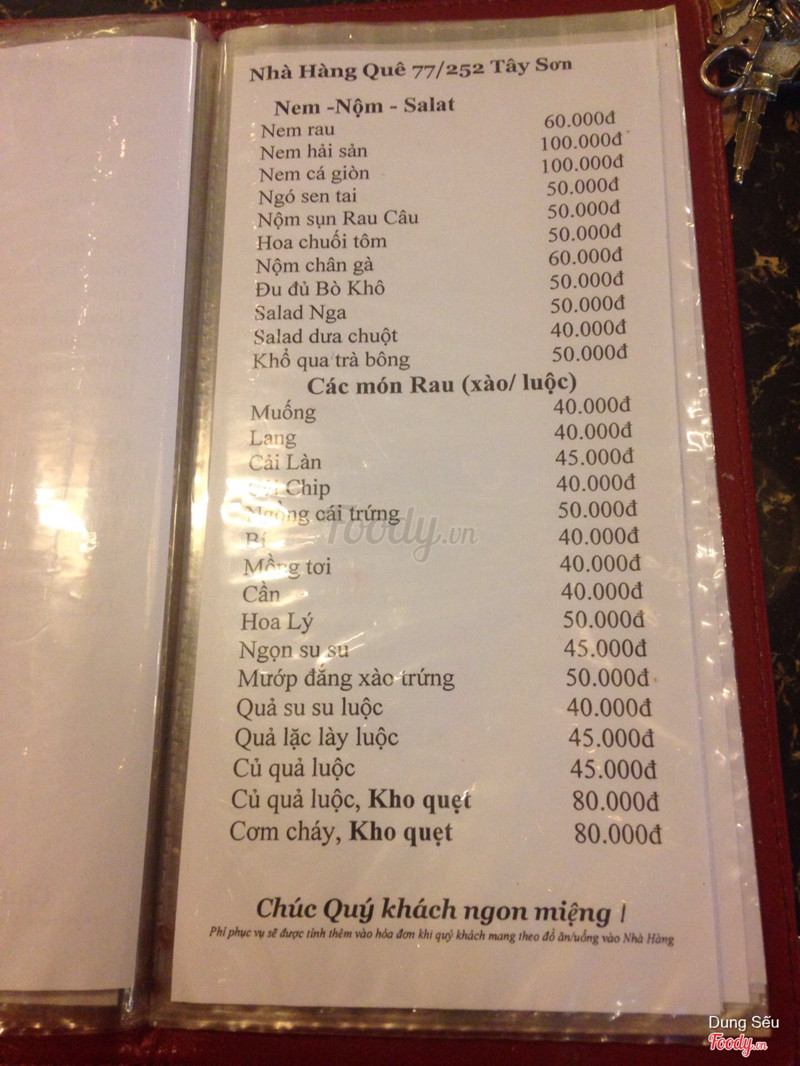 Nhà Hàng Quê 77/252 Tây Sơn
Nem -Nộm - Salat
Nem rau 60.000đ
Nem hải sản 100.000đ
Nem cá giòn 100.000đ
Ngó sen tai 50.000đ
Nộm sụn Rau Câu 50.000đ
Hoa chuối tôm 50.000đ
Nộm chân gà 60.000đ
Đu đủ Bò Khô 50.000đ
Salad Nga 50.000đ
Salad dưa chuột 40.000đ
Khổ qua trà bông 50.000đ
Các món Rau (xào/ luộc)
Muống 40.000đ
Lang 40.000đ
Cải Làn 45.000đ
Chip 40.000đ
Ngồng cái trứng 50.000đ
Bí 40.000đ
Mồng tơi 40.000đ
Cần 40.000đ
Hoa Lý 50.000đ
Ngọn su su 45.000đ
Mướp đắng xào trứng 50.000đ
Quả su su luộc 40.000đ
Quả lặc lày luộc 45.000đ
Củ quả luộc 45.000đ
Củ quả luộc, Kho quẹt 80.000đ
Cơm cháy, Kho quẹt 80.000đ
Chúc Quý khách ngon miệng !
Phí phục vụ sẽ được tính thêm vào hóa đơn khi quý khách mang theo đồ ăn/uống vào Nhà Hàng
Foody.vn
Dung Sếu
Foody.vn